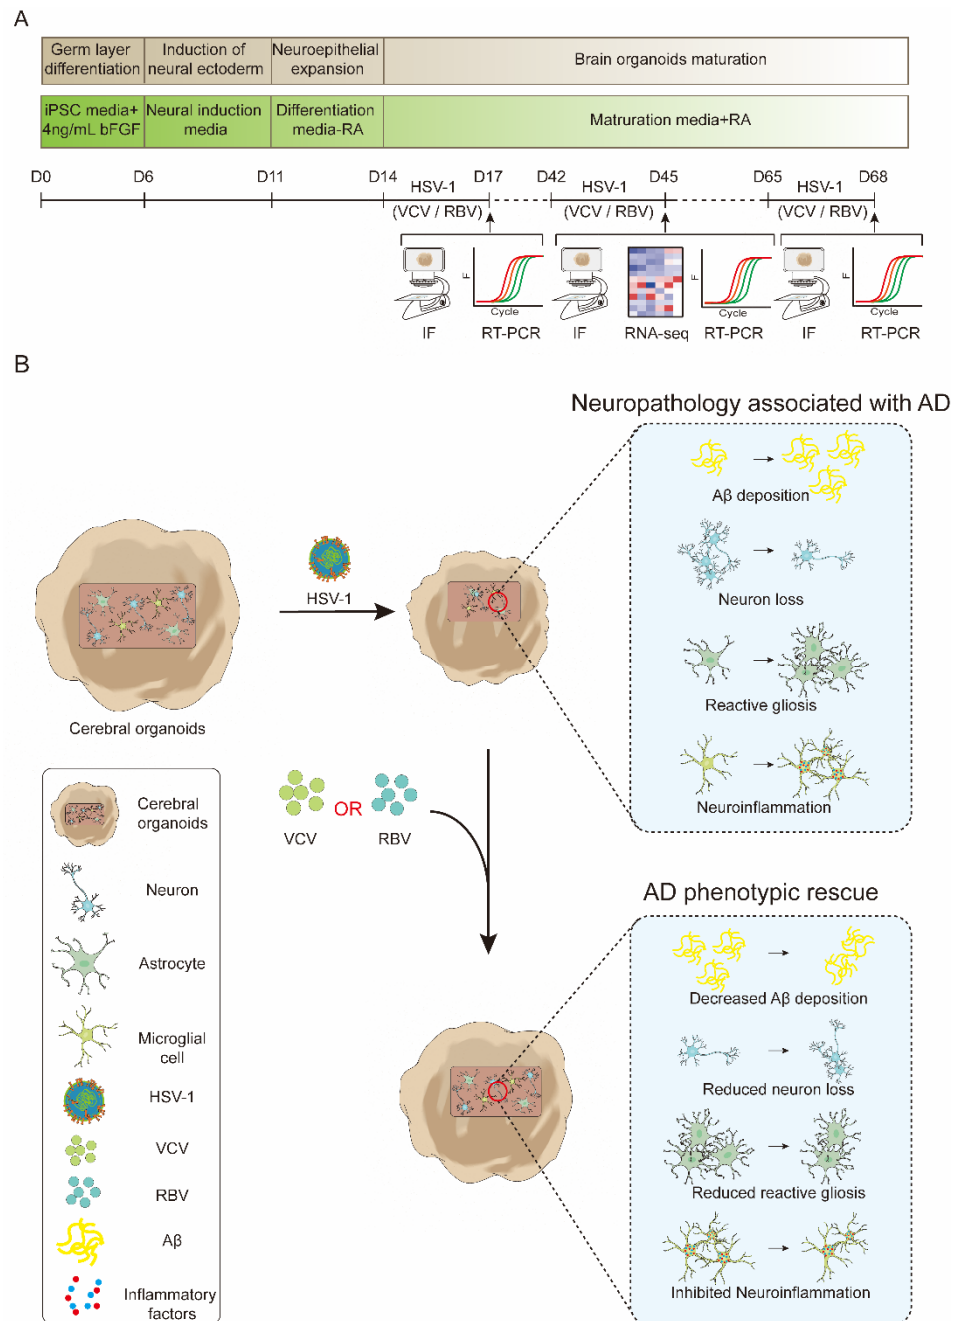 A
Germ layer
differentiation
Induction of
neural ectoderm
Neuroepithelial
expansion
Brain organoids maturation
iPSC media+
4ng/mL bFGF
Neural induction
media
Differentiation
media-RA
Matruration media+RA
D0
D6
D11
D14
HSV-1
(VCV / RBV)
D17
D42
HSV-1
(VCV / RBV)
D45
D65
HSV-1
(VCV / RBV)
D68
IF
F
Cycle
RT-PCR
IF
RNA-seq
F
Cycle
RT-PCR
IF
F
Cycle
RT-PCR
B
Neuropathology associated with AD
Aβ deposition
Neuron loss
Reactive gliosis
Neuroinflammation
HSV-1
Cerebral organoids
VCV
OR
RBV
AD phenotypic rescue
Decreased Aβ deposition
Reduced neuron loss
Reduced reactive gliosis
Inhibited Neuroinflammation
Cerebral
organoids
Neuron
Astrocyte
Microglial
cell
HSV-1
VCV
RBV
Aβ
Inflammatory
factors